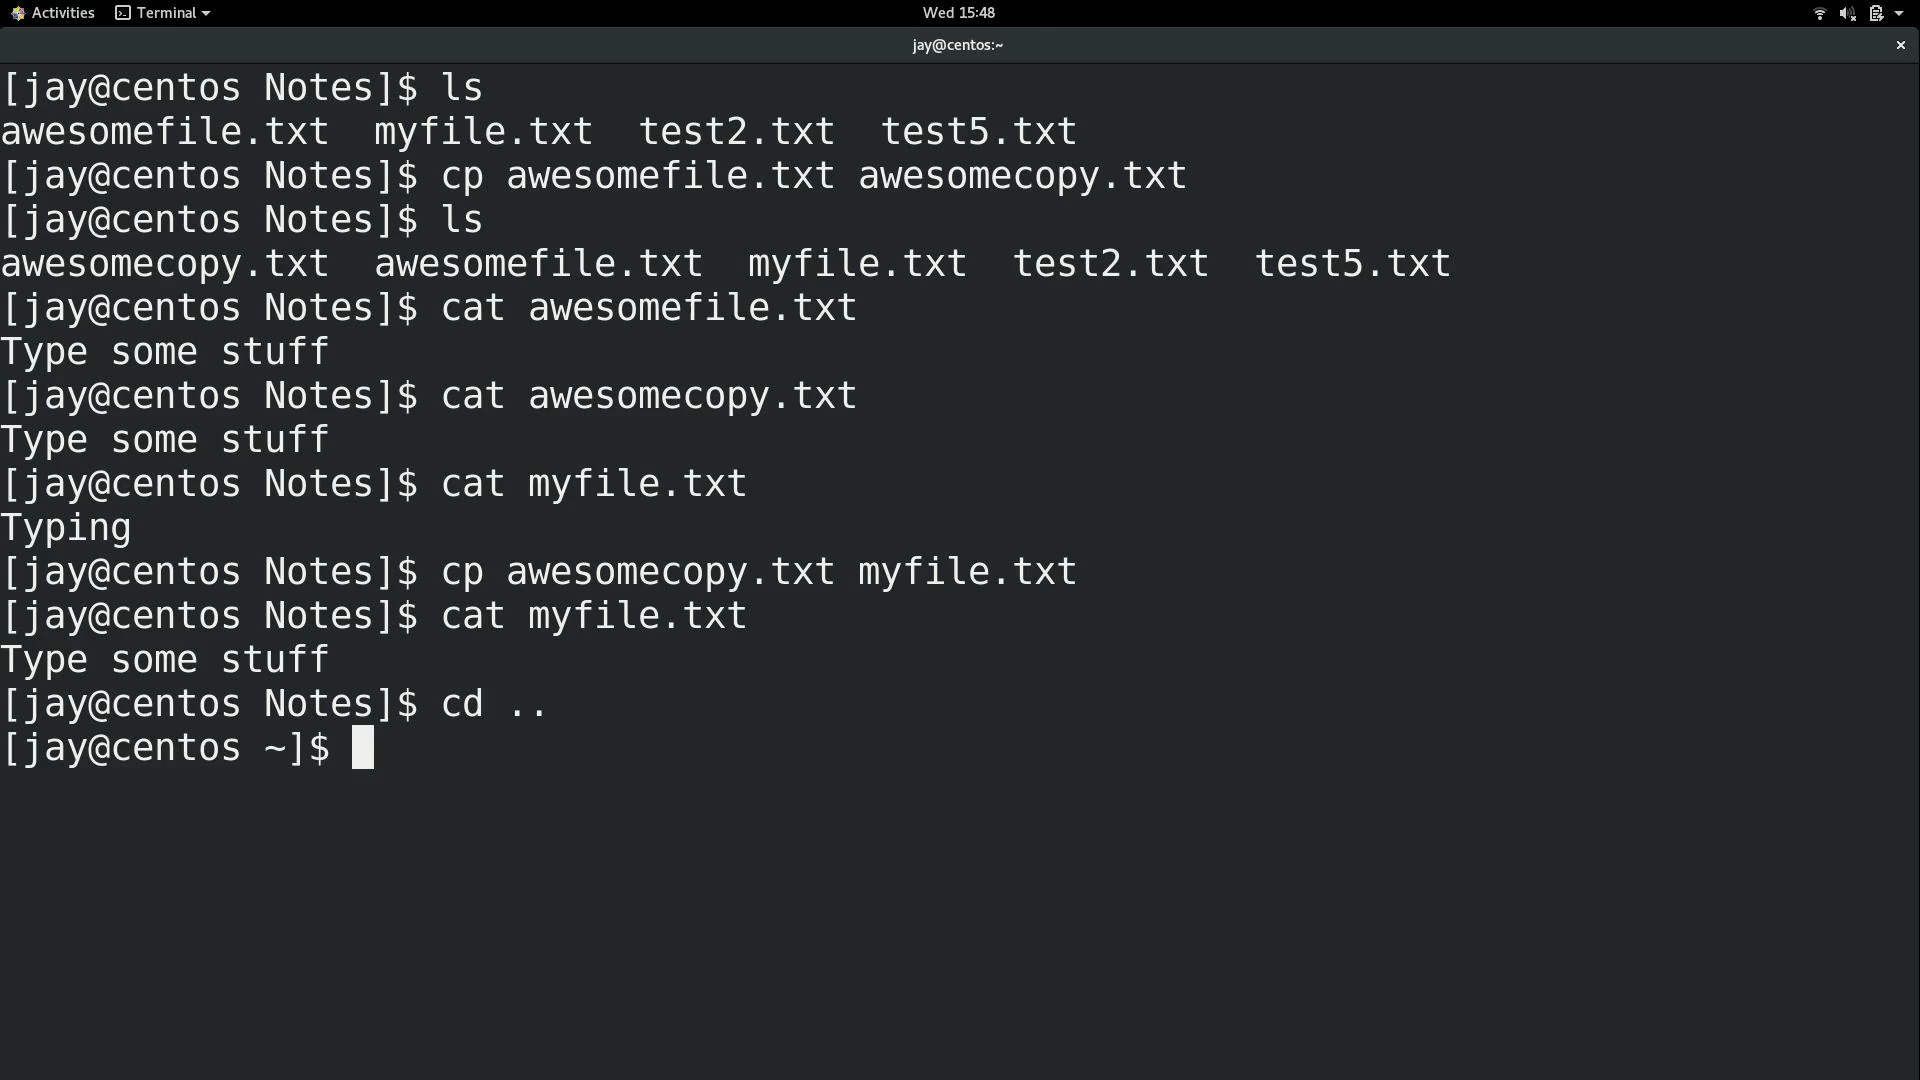 Activities Terminal Wed 15:48
jay@centos:~
[jay@centos Notes]$ ls
awesomefile.txt  myfile.txt  test2.txt  test5.txt
[jay@centos Notes]$ cp awesomefile.txt awesomecopy.txt
[jay@centos Notes]$ ls
awesomecopy.txt  awesomefile.txt  myfile.txt  test2.txt  test5.txt
[jay@centos Notes]$ cat awesomefile.txt
Type some stuff
[jay@centos Notes]$ cat awesomecopy.txt
Type some stuff
[jay@centos Notes]$ cat myfile.txt
Typing
[jay@centos Notes]$ cp awesomecopy.txt myfile.txt
[jay@centos Notes]$ cat myfile.txt
Type some stuff
[jay@centos Notes]$ cd ..
[jay@centos ~]$